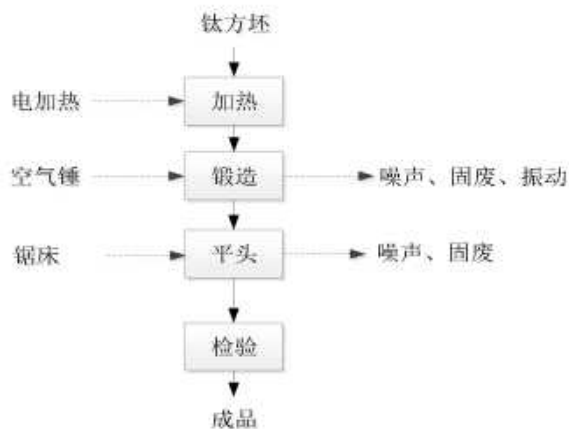 钛方坯
电加热
加热
空气锤
锻造
噪声、固废、振动
锯床
平头
噪声、固废
检验
成品